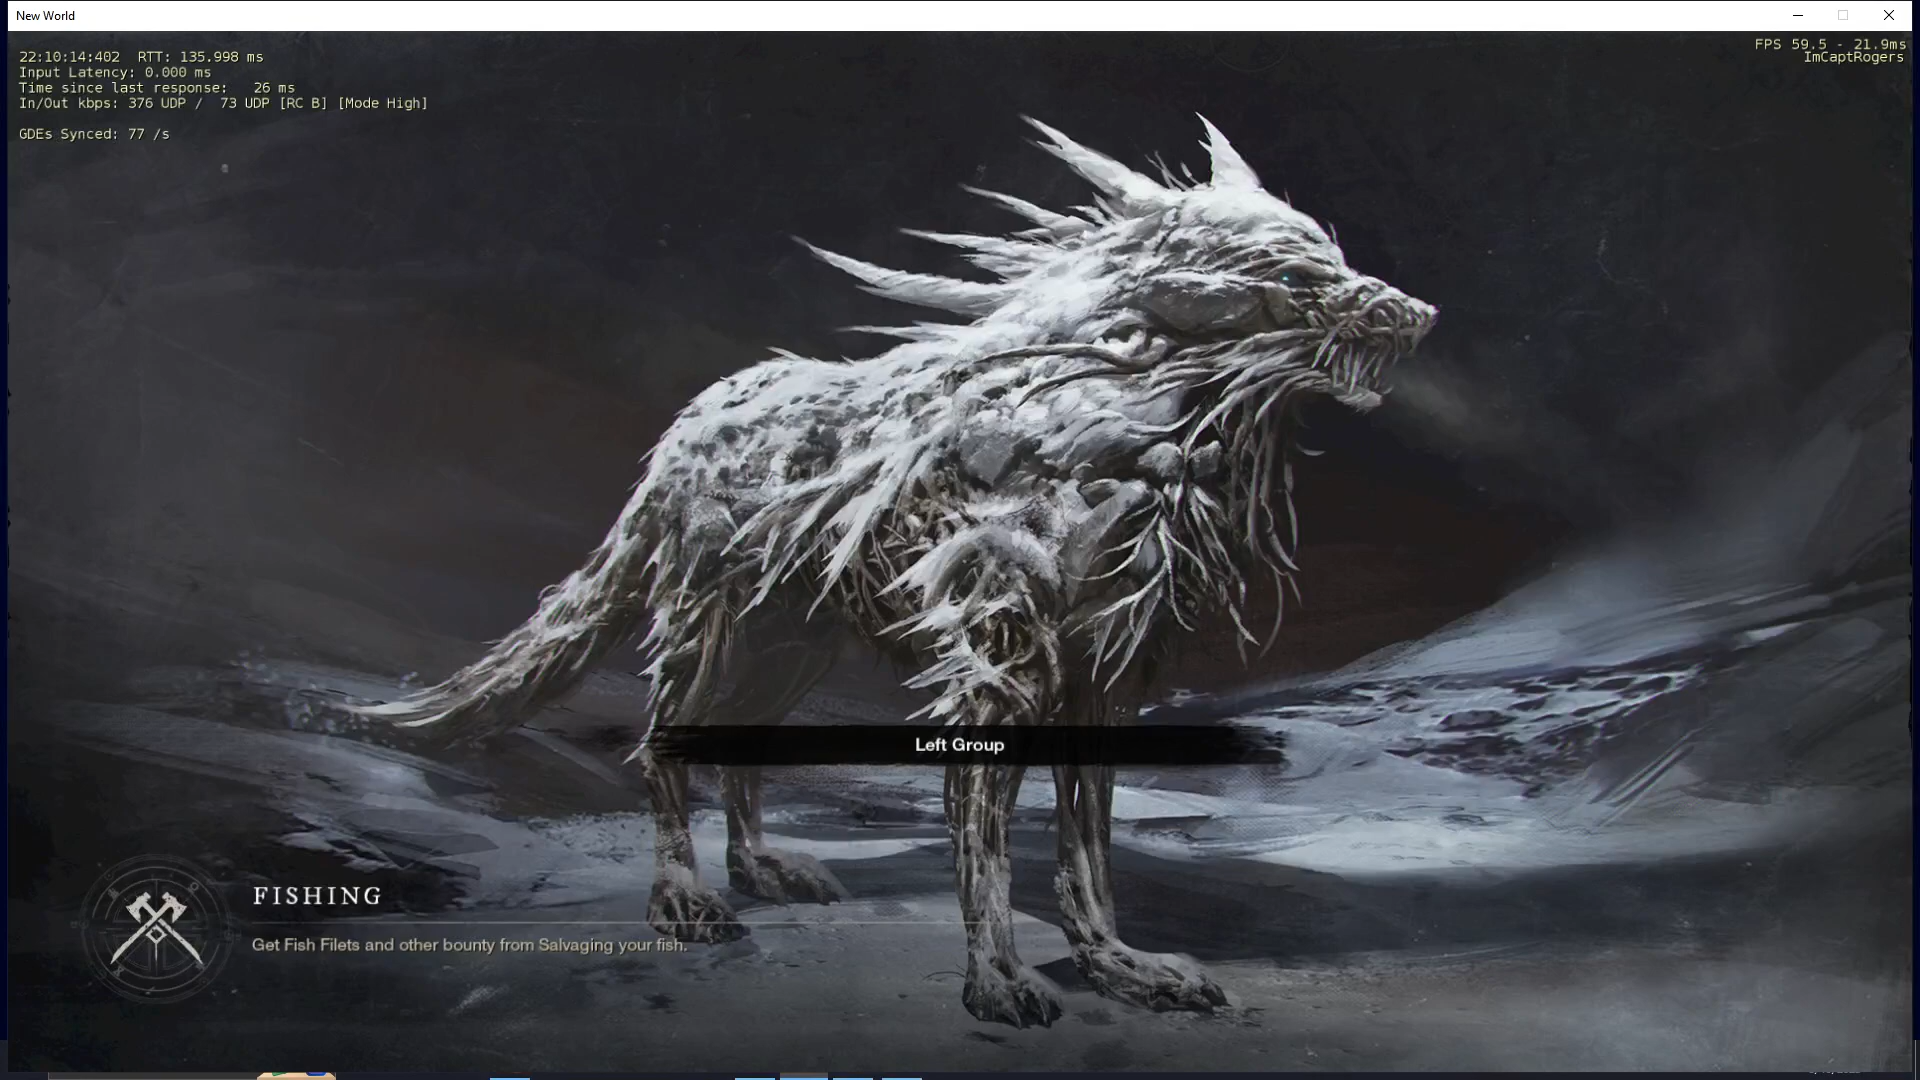 New World
22:10:14:402 RTT: 135.998 ms
Input Latency: 0.000 ms
Time since last response: 26 ms
In/Out kbps: 376 UDP / 73 UDP [RC B] [Mode High]
GDEs Synced: 77 /s
FPS 59.5 - 21.9ms
ImCaptRogers
Left Group
FISHING
Get Fish Filets and other bounty from Salvaging your fish.